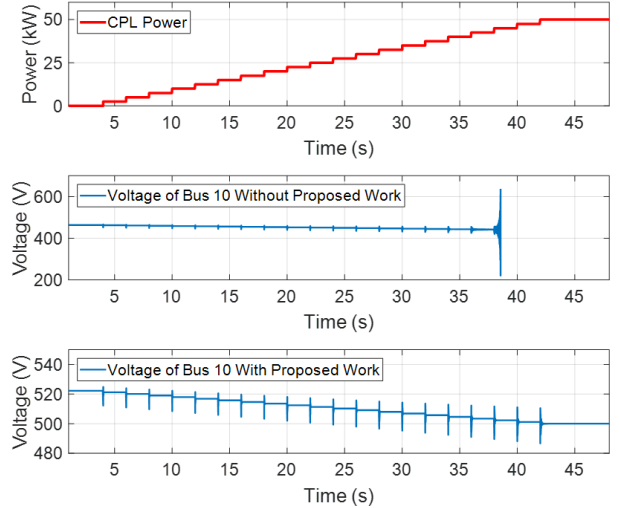 CPL Power
Power (kW)
50
25
0
5 10 15 20 25 30 35 40 45
Time (s)
Voltage of Bus 10 Without Proposed Work
Voltage (V)
600
400
200
5 10 15 20 25 30 35 40 45
Time (s)
Voltage of Bus 10 With Proposed Work
Voltage (V)
540
520
500
480
5 10 15 20 25 30 35 40 45
Time (s)